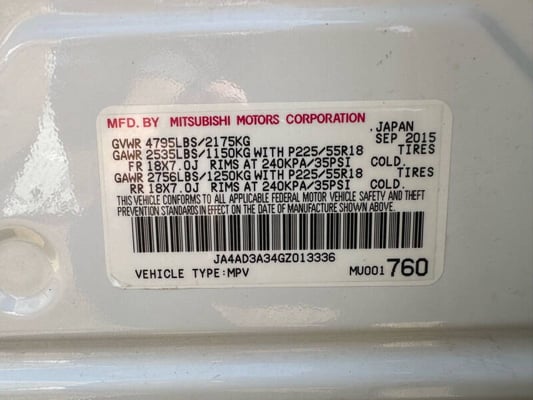 MFD. BY MITSUBISHI MOTORS CORPORATION
, JAPAN
GVWR 4795LBS/2175KG SEP 2015
GAWR 2535LBS/1150KG WITH P225/55R18 TIRES
FR 18X7.0J RIMS AT 240KPA/35PSI COLD.
GAWR 2756LBS/1250KG WITH P225/55R18 TIRES
RR 18X7.0J RIMS AT 240KPA/35PSI COLD.
THIS VEHICLE CONFORMS TO ALL APPLICABLE FEDERAL MOTOR VEHICLE SAFETY AND THEFT
PREVENTION STANDARDS IN EFFECT ON THE DATE OF MANUFACTURE SHOWN ABOVE.
JA4AD3A34GZ013336
VEHICLE TYPE:MPV MU001 760